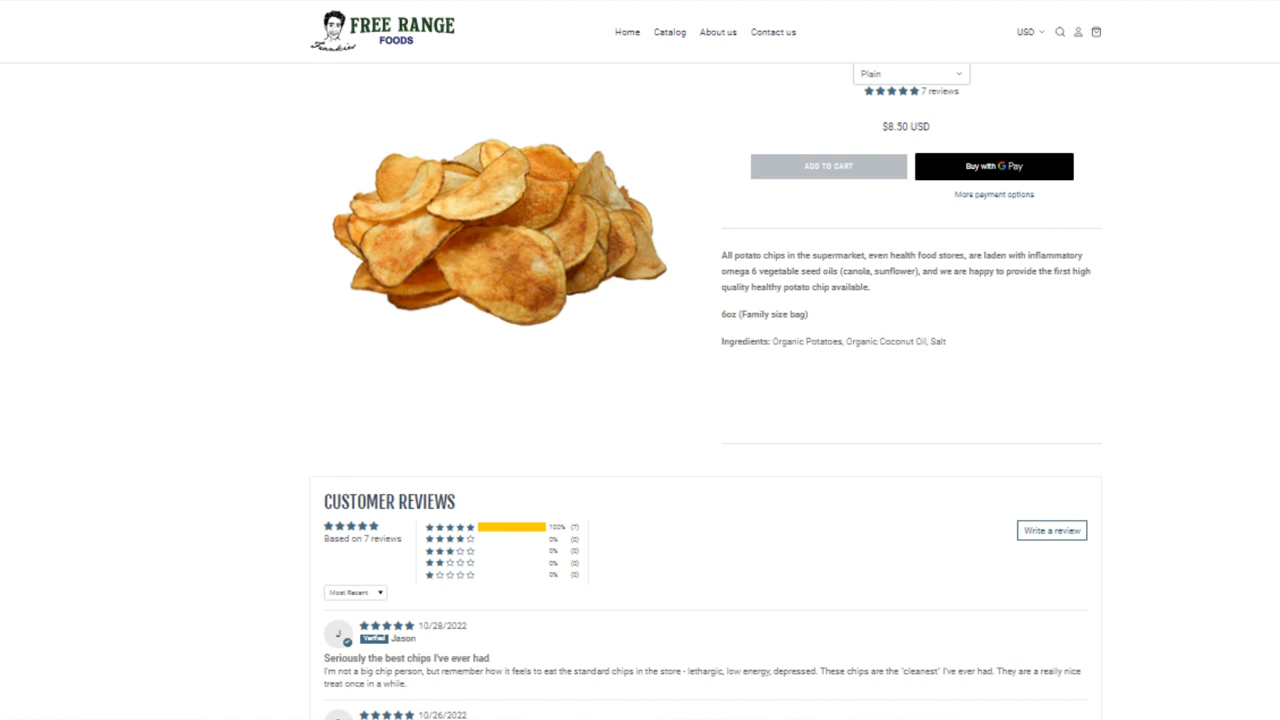 FREE RANGE
FOODS
Frankie's
Home Catalog About us Contact us
USD
Plain
7 reviews
$8.50 USD
ADD TO CART
Buy with G Pay
More payment options
All potato chips in the supermarket, even health food stores, are laden with inflammatory
omega 6 vegetable seed oils (canola, sunflower), and we are happy to provide the first high
quality healthy potato chip available.
6oz (Family size bag)
Ingredients: Organic Potatoes, Organic Coconut Oil, Salt
CUSTOMER REVIEWS
Based on 7 reviews
100% (7)
0% (0)
0% (0)
0% (0)
0% (0)
Write a review
Most Recent
J
10/28/2022
Verified Jason
Seriously the best chips I've ever had
I'm not a big chip person, but remember how it feels to eat the standard chips in the store - lethargic, low energy, depressed. These chips are the "cleanest" I've ever had. They are a really nice
treat once in a while.
10/26/2022